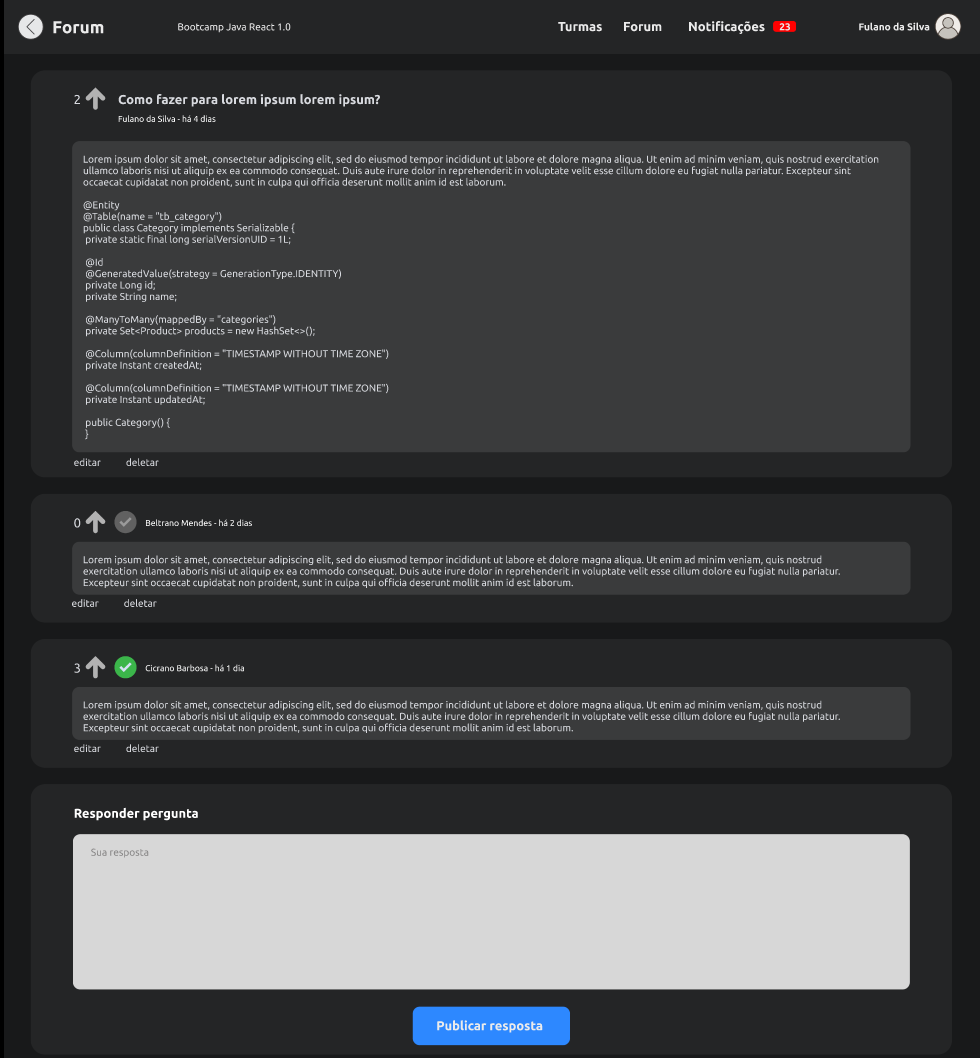 Forum
Bootcamp Java React 1.0
Turmas
Forum
Notificações
23
Fulano da Silva
2
Como fazer para lorem ipsum lorem ipsum?
Fulano da Silva - há 4 dias
Lorem ipsum dolor sit amet, consectetur adipiscing elit, sed do eiusmod tempor incididunt ut labore et dolore magna aliqua. Ut enim ad minim veniam, quis nostrud exercitation
ullamco laboris nisi ut aliquip ex ea commodo consequat. Duis aute irure dolor in reprehenderit in voluptate velit esse cillum dolore eu fugiat nulla pariatur. Excepteur sint
occaecat cupidatat non proident, sunt in culpa qui officia deserunt mollit anim id est laborum.
@Entity
@Table(name = "tb_category")
public class Category implements Serializable {
private static final long serialVersionUID = 1L;
@Id
@GeneratedValue(strategy = GenerationType.IDENTITY)
private Long id;
private String name;
@ManyToMany(mappedBy = "categories")
private Set<Product> products = new HashSet<>();
@Column(columnDefinition = "TIMESTAMP WITHOUT TIME ZONE")
private Instant createdAt;
@Column(columnDefinition = "TIMESTAMP WITHOUT TIME ZONE")
private Instant updatedAt;
public Category() {
}
editar
deletar
0
Beltrano Mendes - há 2 dias
Lorem ipsum dolor sit amet, consectetur adipiscing elit, sed do eiusmod tempor incididunt ut labore et dolore magna aliqua. Ut enim ad minim veniam, quis nostrud
exercitation ullamco laboris nisi ut aliquip ex ea commodo consequat. Duis aute irure dolor in reprehenderit in voluptate velit esse cillum dolore eu fugiat nulla pariatur.
Excepteur sint occaecat cupidatat non proident, sunt in culpa qui officia deserunt mollit anim id est laborum.
editar
deletar
3
Cicrano Barbosa - há 1 dia
Lorem ipsum dolor sit amet, consectetur adipiscing elit, sed do eiusmod tempor incididunt ut labore et dolore magna aliqua. Ut enim ad minim veniam, quis nostrud
exercitation ullamco laboris nisi ut aliquip ex ea commodo consequat. Duis aute irure dolor in reprehenderit in voluptate velit esse cillum dolore eu fugiat nulla pariatur.
Excepteur sint occaecat cupidatat non proident, sunt in culpa qui officia deserunt mollit anim id est laborum.
editar
deletar
Responder pergunta
Sua resposta
Publicar resposta